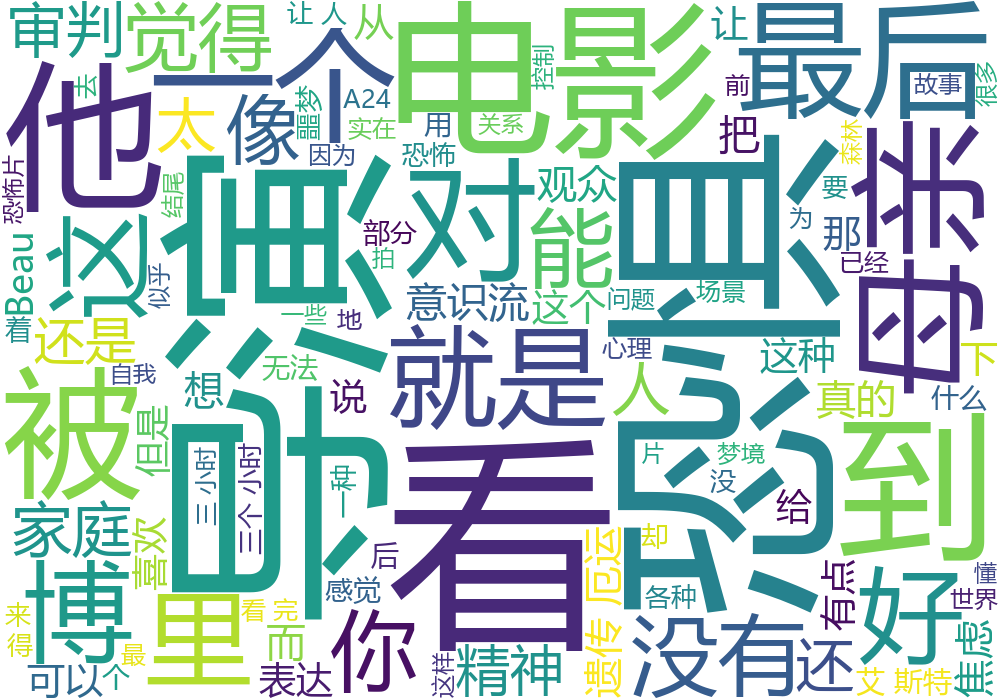 审判
觉得
一个
让 人
从
电影
让
最后
很多
故事
前
去
他
太
像
噩梦
A24
实在
用
控制
关系
把
森林
亲
恐怖片
结尾
这
导演
因为
恐怖
对
观众
能
真
要
为
那
已经
母
Beau
似乎
部分
拍
意识流
这个
问题
场景
着
还是
一些
地
无法
就是
心理
这种
下
自我
想
说
人
真的
什么
被
但是
三 小时
三个 小时
一种
看
恐
片
梦境
没
给
到
家庭
喜欢
后
感觉
厄运
却
各种
有点
好
懂
世界
博
里
看 完
而
你
遗传
没有
还
焦虑
来
得
可以
个
最
表达
这样
精神
艾 斯特